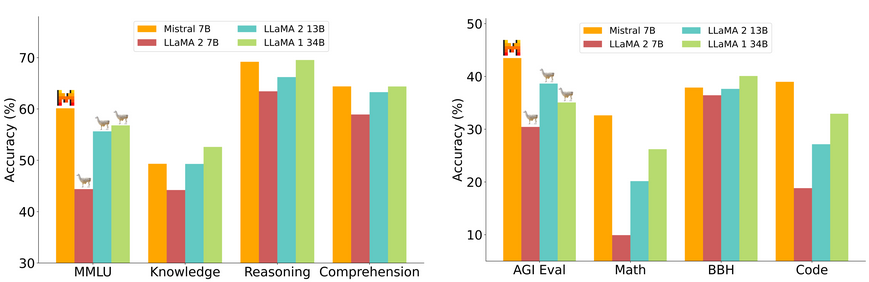 Mistral 7B
LLaMA 2 13B
LLaMA 2 7B
LLaMA 1 34B
Accuracy (%)
70
60
50
40
30
MMLU
Knowledge
Reasoning
Comprehension
Mistral 7B
LLaMA 2 13B
LLaMA 2 7B
LLaMA 1 34B
Accuracy (%)
50
40
30
20
10
AGI Eval
Math
BBH
Code